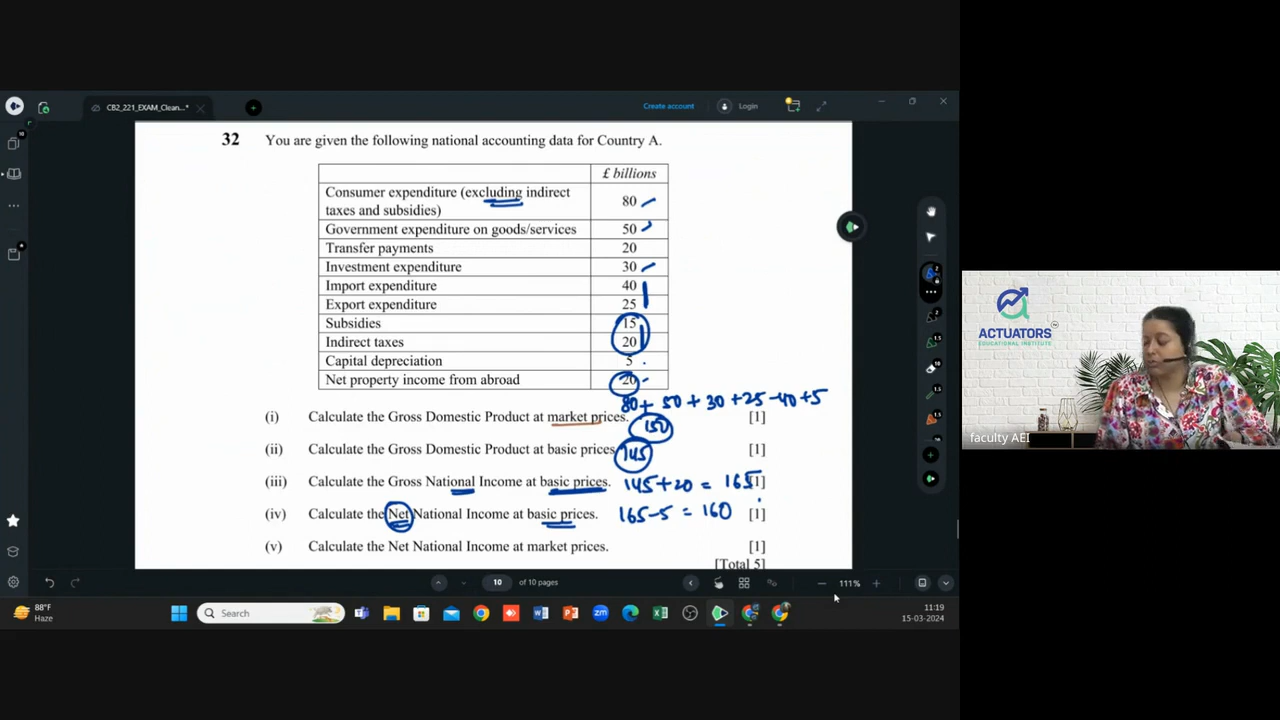 CB2_221_EXAM_Clean...*
Create account
Login
32 You are given the following national accounting data for Country A.
£ billions
Consumer expenditure (excluding indirect taxes and subsidies) 80
Government expenditure on goods/services 50
Transfer payments 20
Investment expenditure 30
Import expenditure 40
Export expenditure 25
Subsidies 15
Indirect taxes 20
Capital depreciation 5
Net property income from abroad 20
80+ 50 + 30 +25 -40 +5
(i) Calculate the Gross Domestic Product at market prices. [1]
150
(ii) Calculate the Gross Domestic Product at basic prices [1]
145
(iii) Calculate the Gross National Income at basic prices. 145+20 = 165 [1]
(iv) Calculate the Net National Income at basic prices. 165-5 = 160 [1]
(v) Calculate the Net National Income at market prices. [1]
[Total 5]
10 of 10 pages
111%
88°F
Haze
Search
11:19
15-03-2024
ACTUATORS
EDUCATIONAL INSTITUTE
faculty AEI